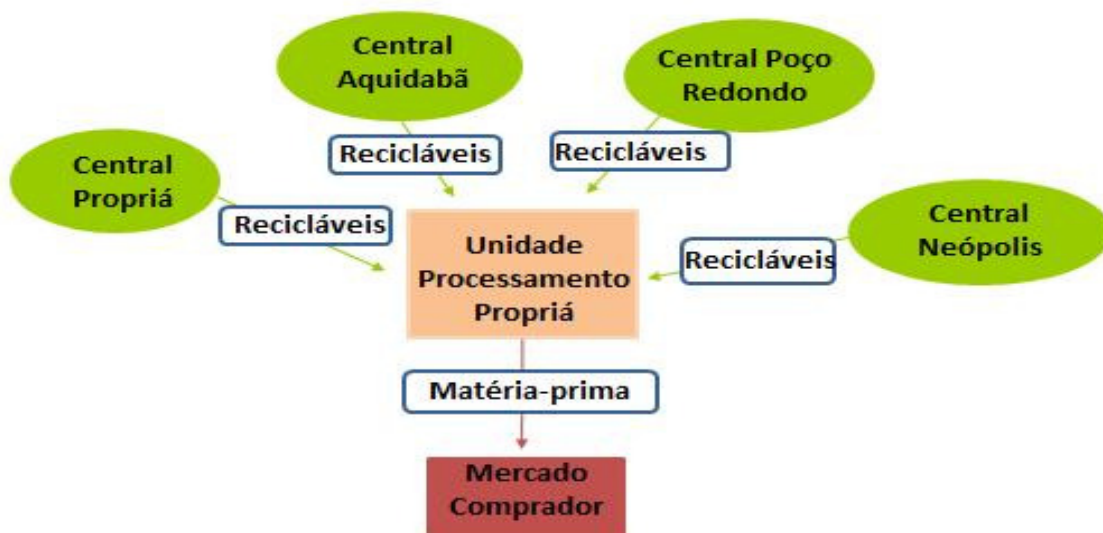 Central
Aquidabã
Central Poço
Redondo
Recicláveis
Recicláveis
Central
Propriá
Recicláveis
Central
Neópolis
Recicláveis
Unidade
Processamento
Propriá
Matéria-prima
Mercado
Comprador